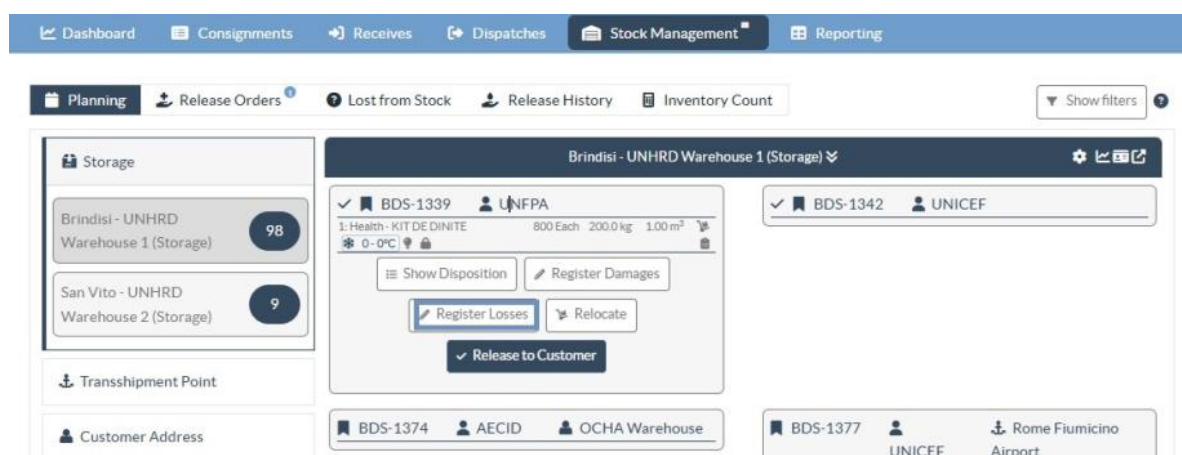 Dashboard Consignments Receives Dispatches Stock Management Reporting
Planning Release Orders Lost from Stock Release History Inventory Count Show filters
Storage
Brindisi - UNHRD
Warehouse 1 (Storage)
98
San Vito - UNHRD
Warehouse 2 (Storage)
9
Transshipment Point
Customer Address
Brindisi - UNHRD Warehouse 1 (Storage)
BDS-1339 UNFPA
1: Health - KIT DE DINITE 800 Each 200.0 kg 1.00 m³
0 - 0°C
Show Disposition Register Damages
Register Losses Relocate
Release to Customer
BDS-1342 UNICEF
BDS-1374 AECID OCHA Warehouse
BDS-1377 UNICEF Rome Fiumicino
Airport